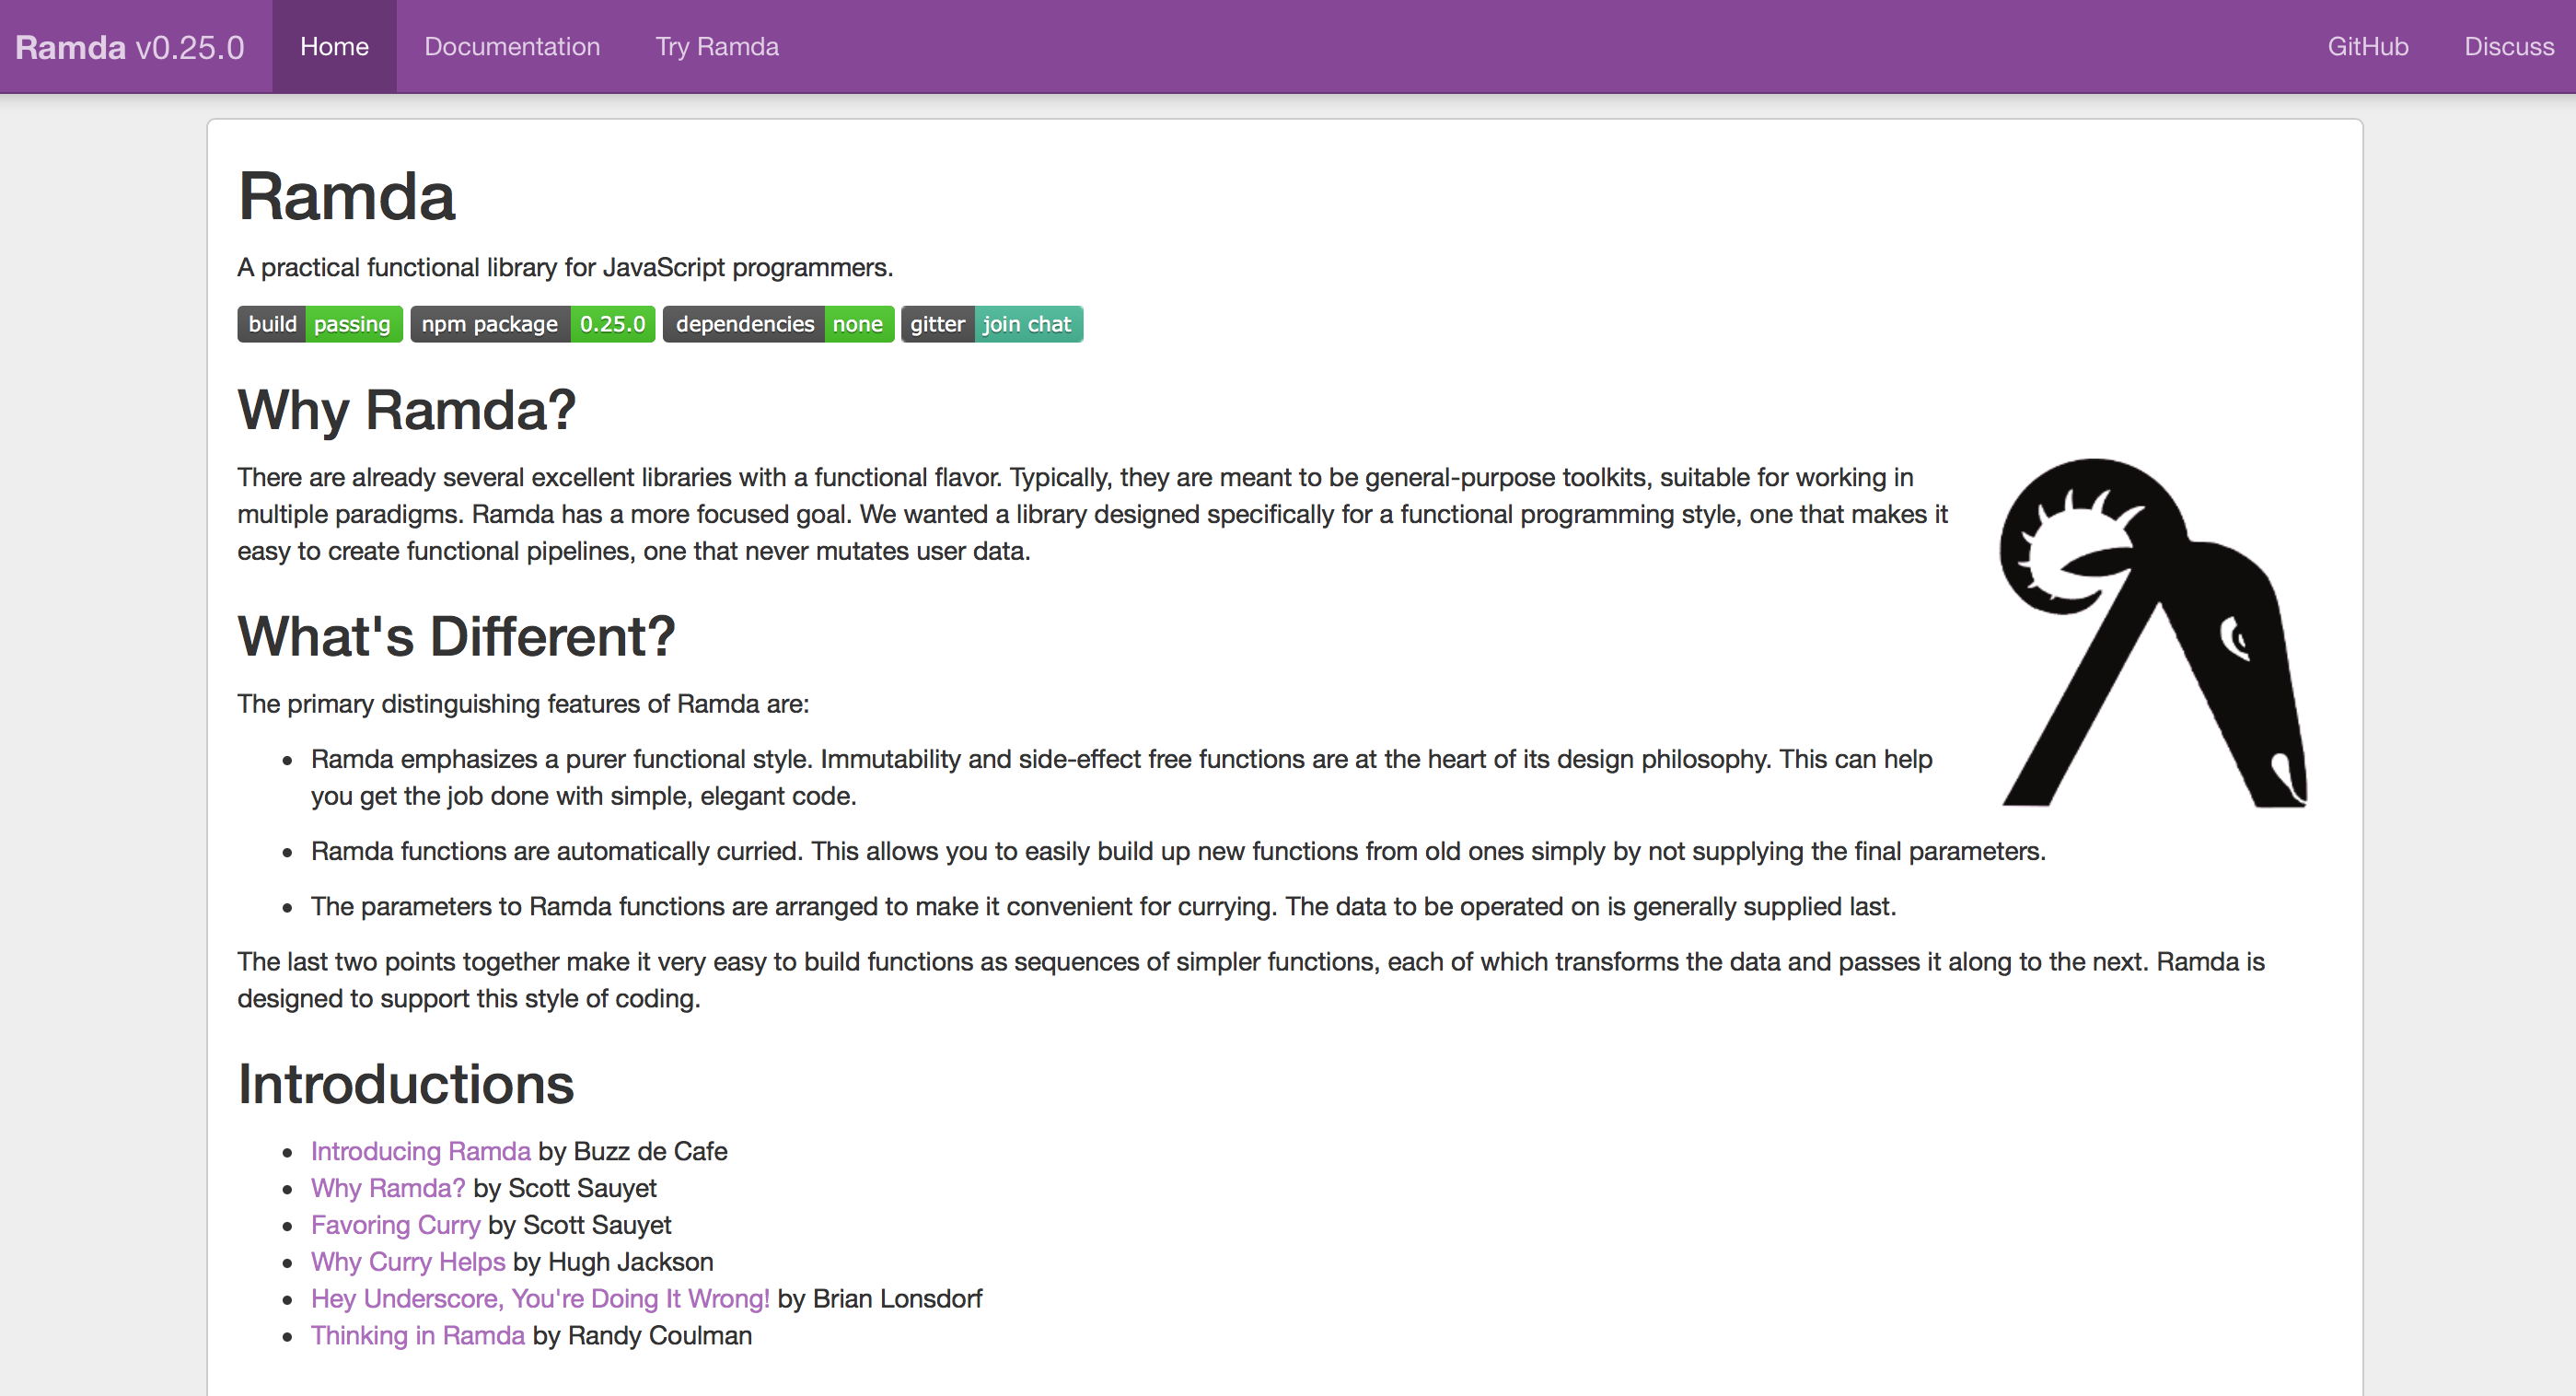 Ramda v0.25.0 Home Documentation Try Ramda GitHub Discuss
Ramda
A practical functional library for JavaScript programmers.
build passing npm package 0.25.0 dependencies none gitter join chat
Why Ramda?
There are already several excellent libraries with a functional flavor. Typically, they are meant to be general-purpose toolkits, suitable for working in
multiple paradigms. Ramda has a more focused goal. We wanted a library designed specifically for a functional programming style, one that makes it
easy to create functional pipelines, one that never mutates user data.
What's Different?
The primary distinguishing features of Ramda are:
• Ramda emphasizes a purer functional style. Immutability and side-effect free functions are at the heart of its design philosophy. This can help
you get the job done with simple, elegant code.
• Ramda functions are automatically curried. This allows you to easily build up new functions from old ones simply by not supplying the final parameters.
• The parameters to Ramda functions are arranged to make it convenient for currying. The data to be operated on is generally supplied last.
The last two points together make it very easy to build functions as sequences of simpler functions, each of which transforms the data and passes it along to the next. Ramda is
designed to support this style of coding.
Introductions
• Introducing Ramda by Buzz de Cafe
• Why Ramda? by Scott Sauyet
• Favoring Curry by Scott Sauyet
• Why Curry Helps by Hugh Jackson
• Hey Underscore, You're Doing It Wrong! by Brian Lonsdorf
• Thinking in Ramda by Randy Coulman